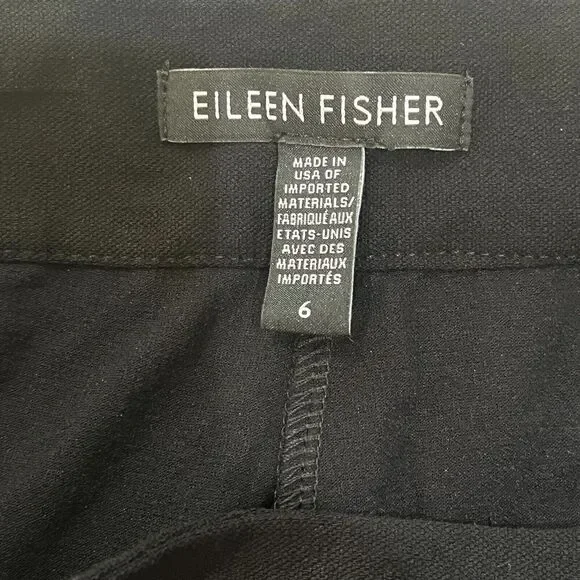 EILEEN FISHER
MADE IN
USA OF
IMPORTED
MATERIALS/
FABRIQUÉ AUX
ETATS-UNIS
AVEC DES
MATERIAUX
IMPORTÉS
6